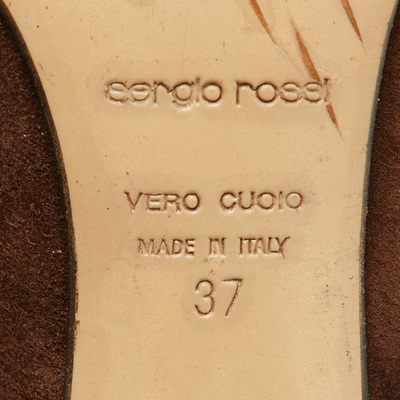 sergio rossi
VERO CUOIO
MADE IN ITALY
37